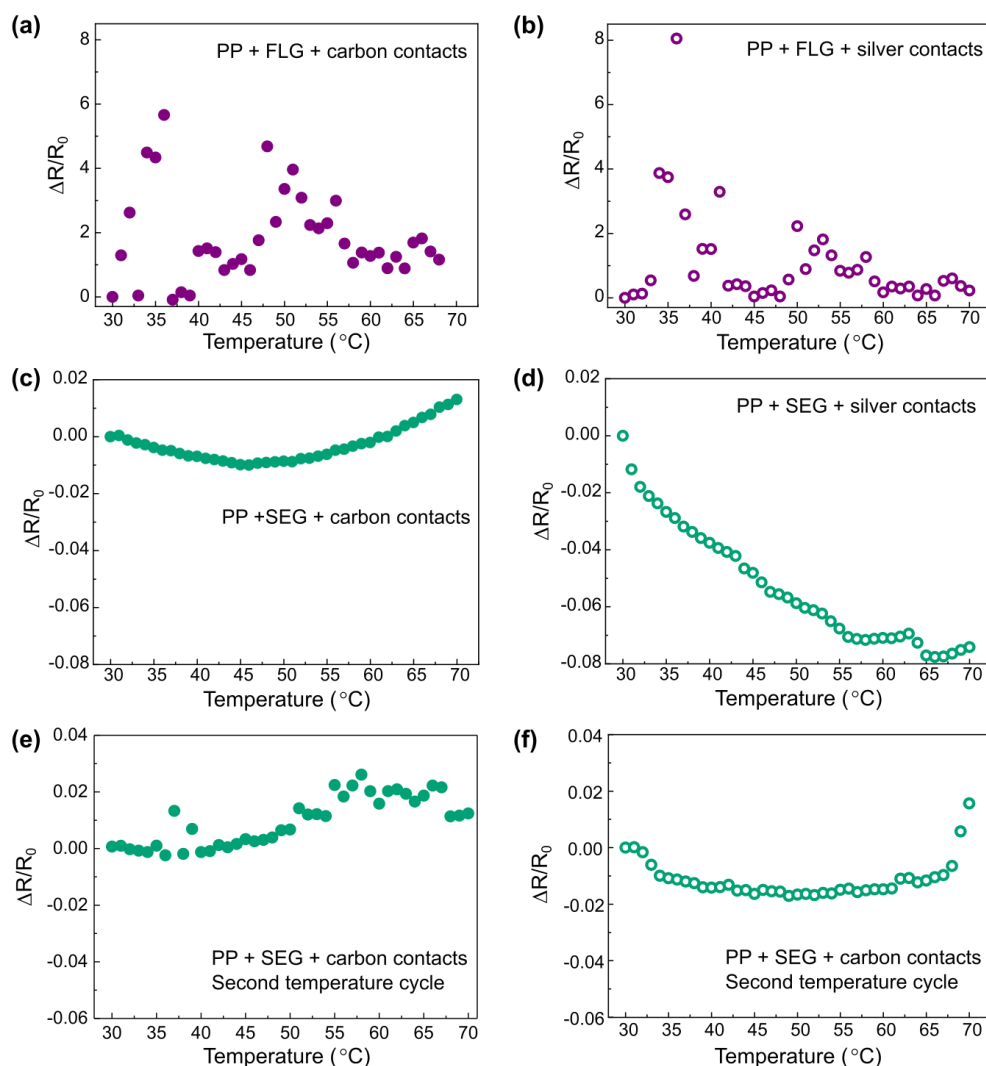 (a)
PP + FLG + carbon contacts
ΔR/R0
8
6
4
2
0
30 35 40 45 50 55 60 65 70
Temperature (°C)
(b)
PP + FLG + silver contacts
ΔR/R0
8
6
4
2
0
30 35 40 45 50 55 60 65 70
Temperature (°C)
(c)
PP +SEG + carbon contacts
ΔR/R0
0.02
0.00
-0.02
-0.04
-0.06
-0.08
30 35 40 45 50 55 60 65 70
Temperature (°C)
(d)
PP + SEG + silver contacts
ΔR/R0
0.02
0.00
-0.02
-0.04
-0.06
-0.08
30 35 40 45 50 55 60 65 70
Temperature (°C)
(e)
ΔR/R0
0.04
0.02
0.00
-0.02
-0.04
-0.06
PP + SEG + carbon contacts
Second temperature cycle
30 35 40 45 50 55 60 65 70
Temperature (°C)
(f)
ΔR/R0
0.04
0.02
0.00
-0.02
-0.04
-0.06
PP + SEG + carbon contacts
Second temperature cycle
30 35 40 45 50 55 60 65 70
Temperature (°C)